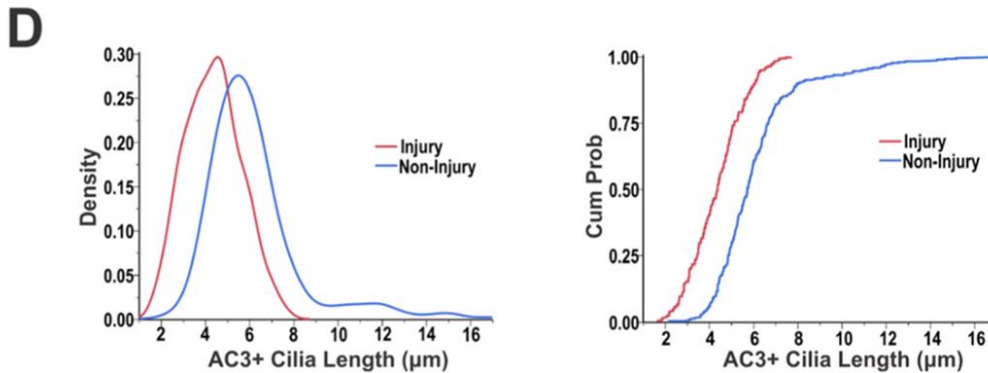 D
0.30
0.25
0.20
0.15
0.10
0.05
0.00
Density
Injury
Non-Injury
2 4 6 8 10 12 14 16
AC3+ Cilia Length (µm)
1.00
0.75
0.50
0.25
0.00
Cum Prob
Injury
Non-Injury
2 4 6 8 10 12 14 16
AC3+ Cilia Length (µm)